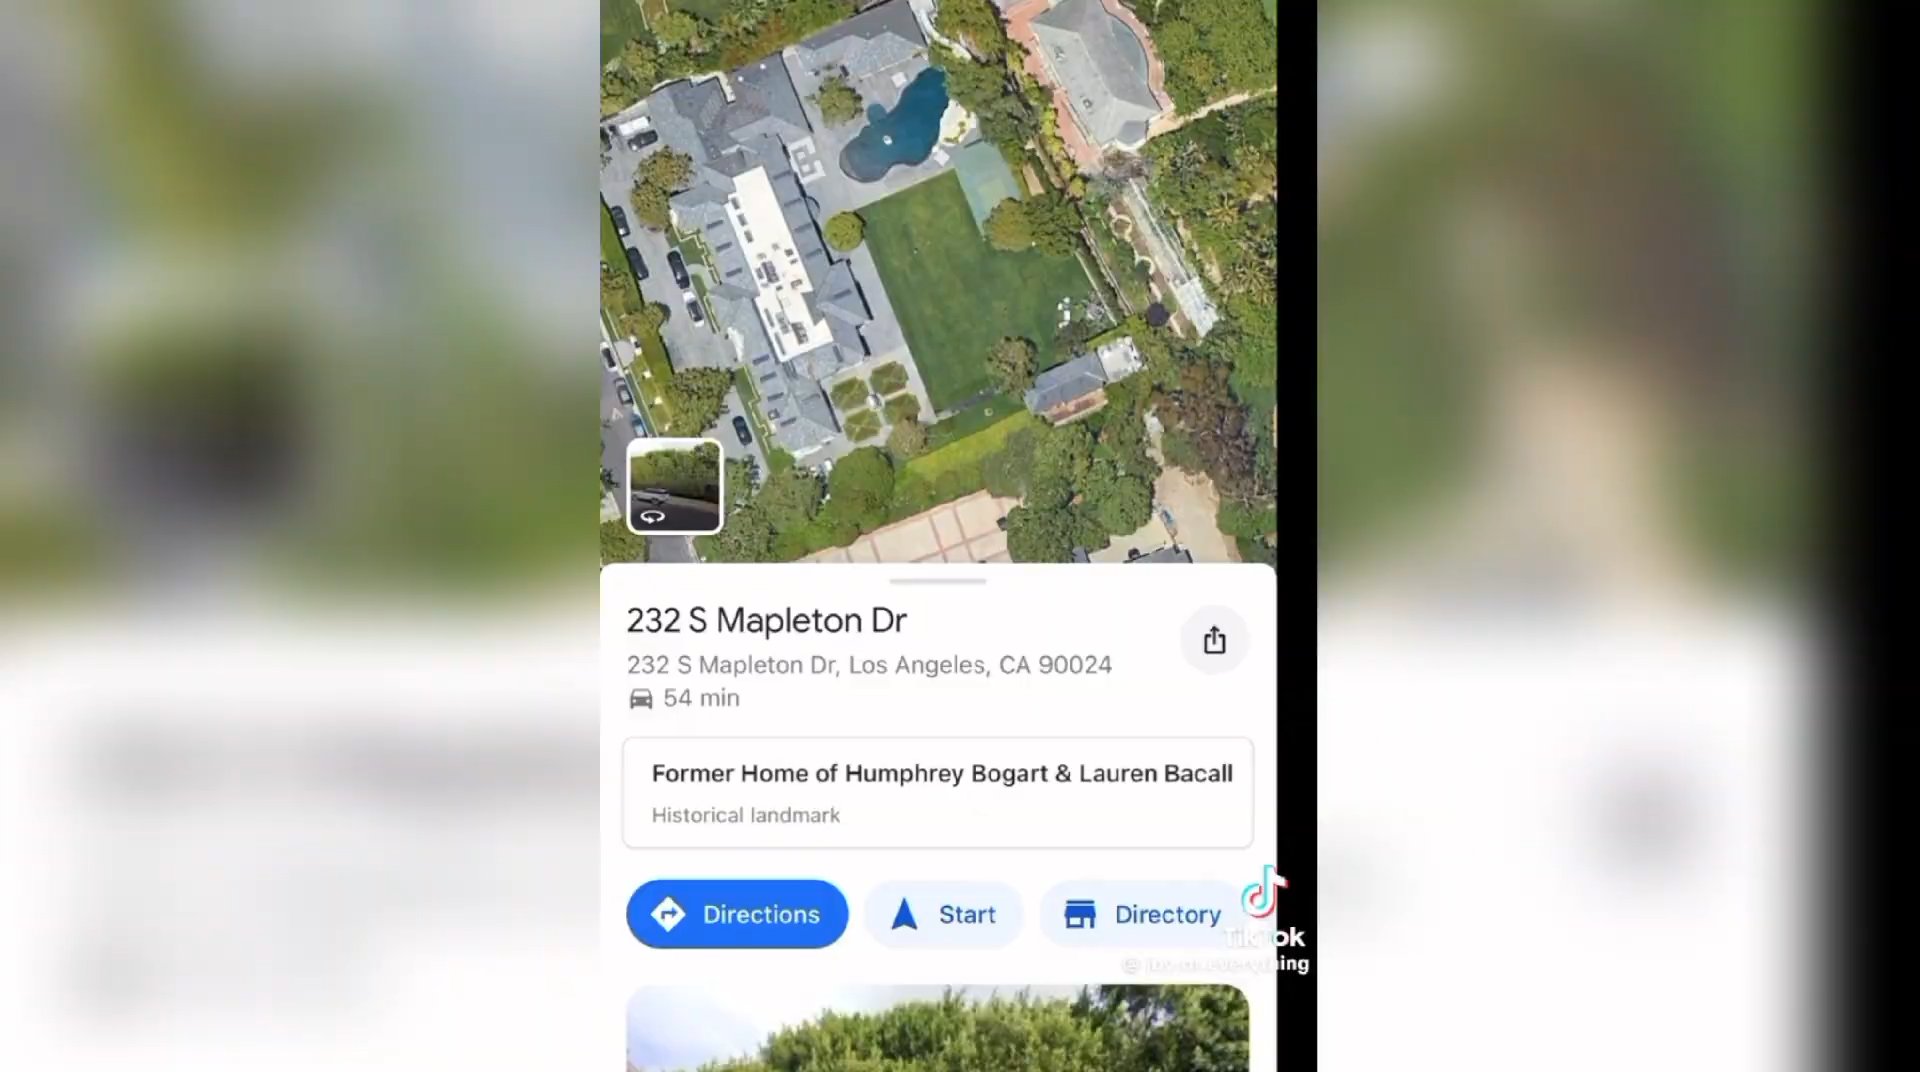 232 S Mapleton Dr
232 S Mapleton Dr, Los Angeles, CA 90024
54 min
Former Home of Humphrey Bogart & Lauren Bacall
Historical landmark
Directions
Start
Directory
TikTok